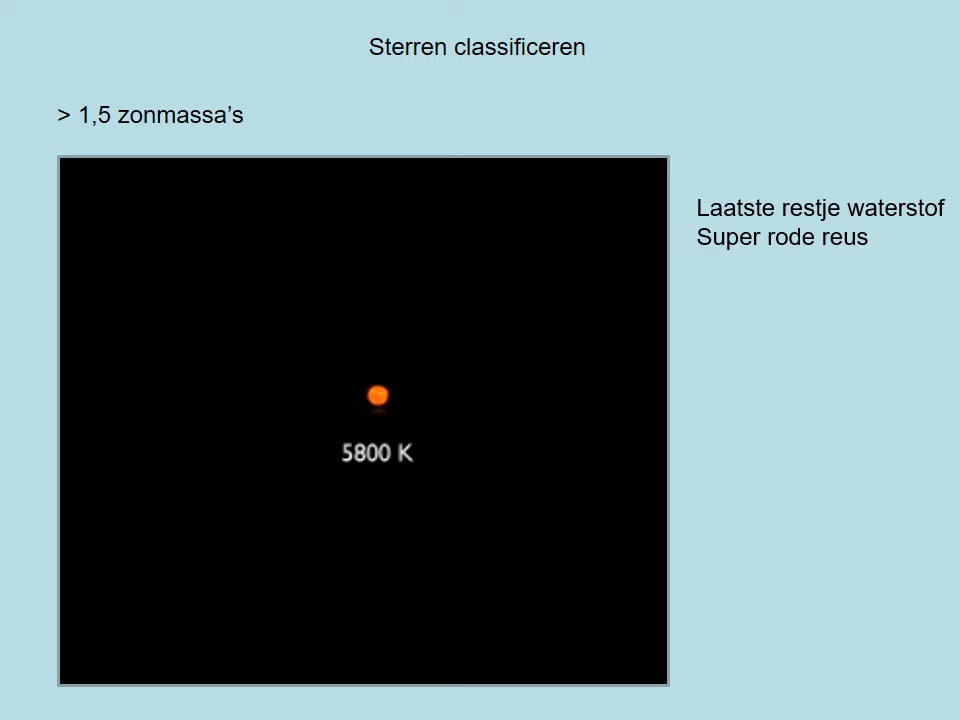 Sterren classificeren
> 1,5 zonmassa’s
Laatste restje waterstof
Super rode reus
5800 K